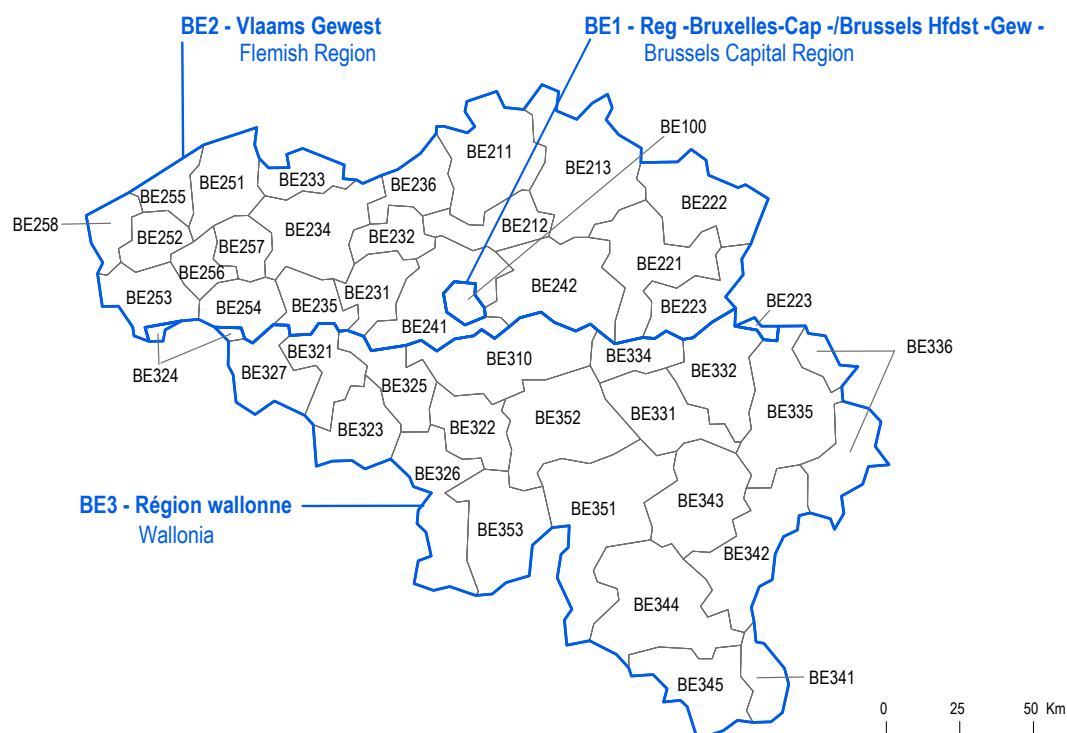 BE2 - Vlaams Gewest
Flemish Region
BE1 - Reg -Bruxelles-Cap -/Brussels Hfdst -Gew -
Brussels Capital Region
BE100
BE211
BE213
BE251
BE233
BE236
BE255
BE222
BE258
BE252
BE257
BE234
BE232
BE212
BE256
BE221
BE253
BE254
BE235
BE231
BE242
BE223
BE223
BE241
BE324
BE327
BE321
BE310
BE334
BE332
BE336
BE325
BE335
BE323
BE322
BE352
BE331
BE326
BE3 - Région wallonne
Wallonia
BE353
BE351
BE343
BE342
BE344
BE345
BE341
0 25 50 Km